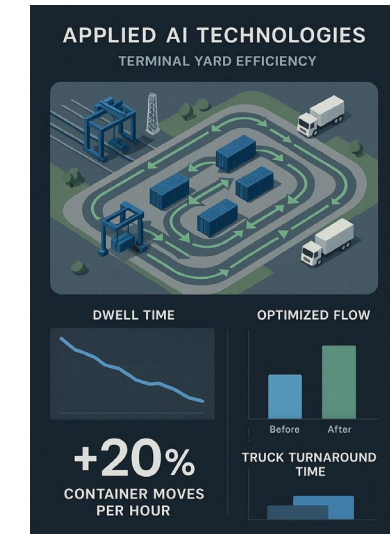 APPLIED AI TECHNOLOGIES
TERMINAL YARD EFFICIENCY
DWELL TIME
+20%
CONTAINER MOVES
PER HOUR
OPTIMIZED FLOW
Before
After
TRUCK TURNAROUND
TIME